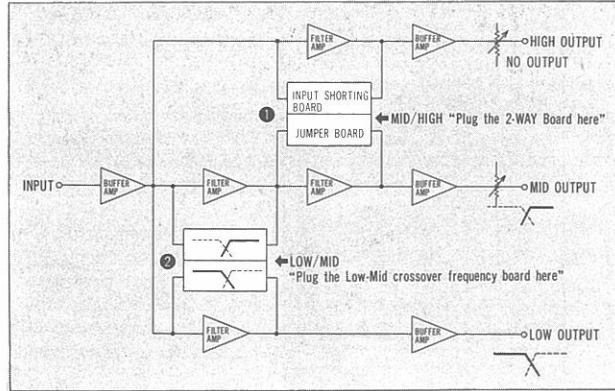 FILTER AMP
BUFFER AMP
HIGH OUTPUT
NO OUTPUT
INPUT SHORTING BOARD
1
MID/HIGH "Plug the 2-WAY Board here"
JUMPER BOARD
INPUT
BUFFER AMP
FILTER AMP
FILTER AMP
BUFFER AMP
MID OUTPUT
2
LOW/MID
"Plug the Low-Mid crossover frequency board here"
FILTER AMP
BUFFER AMP
LOW OUTPUT